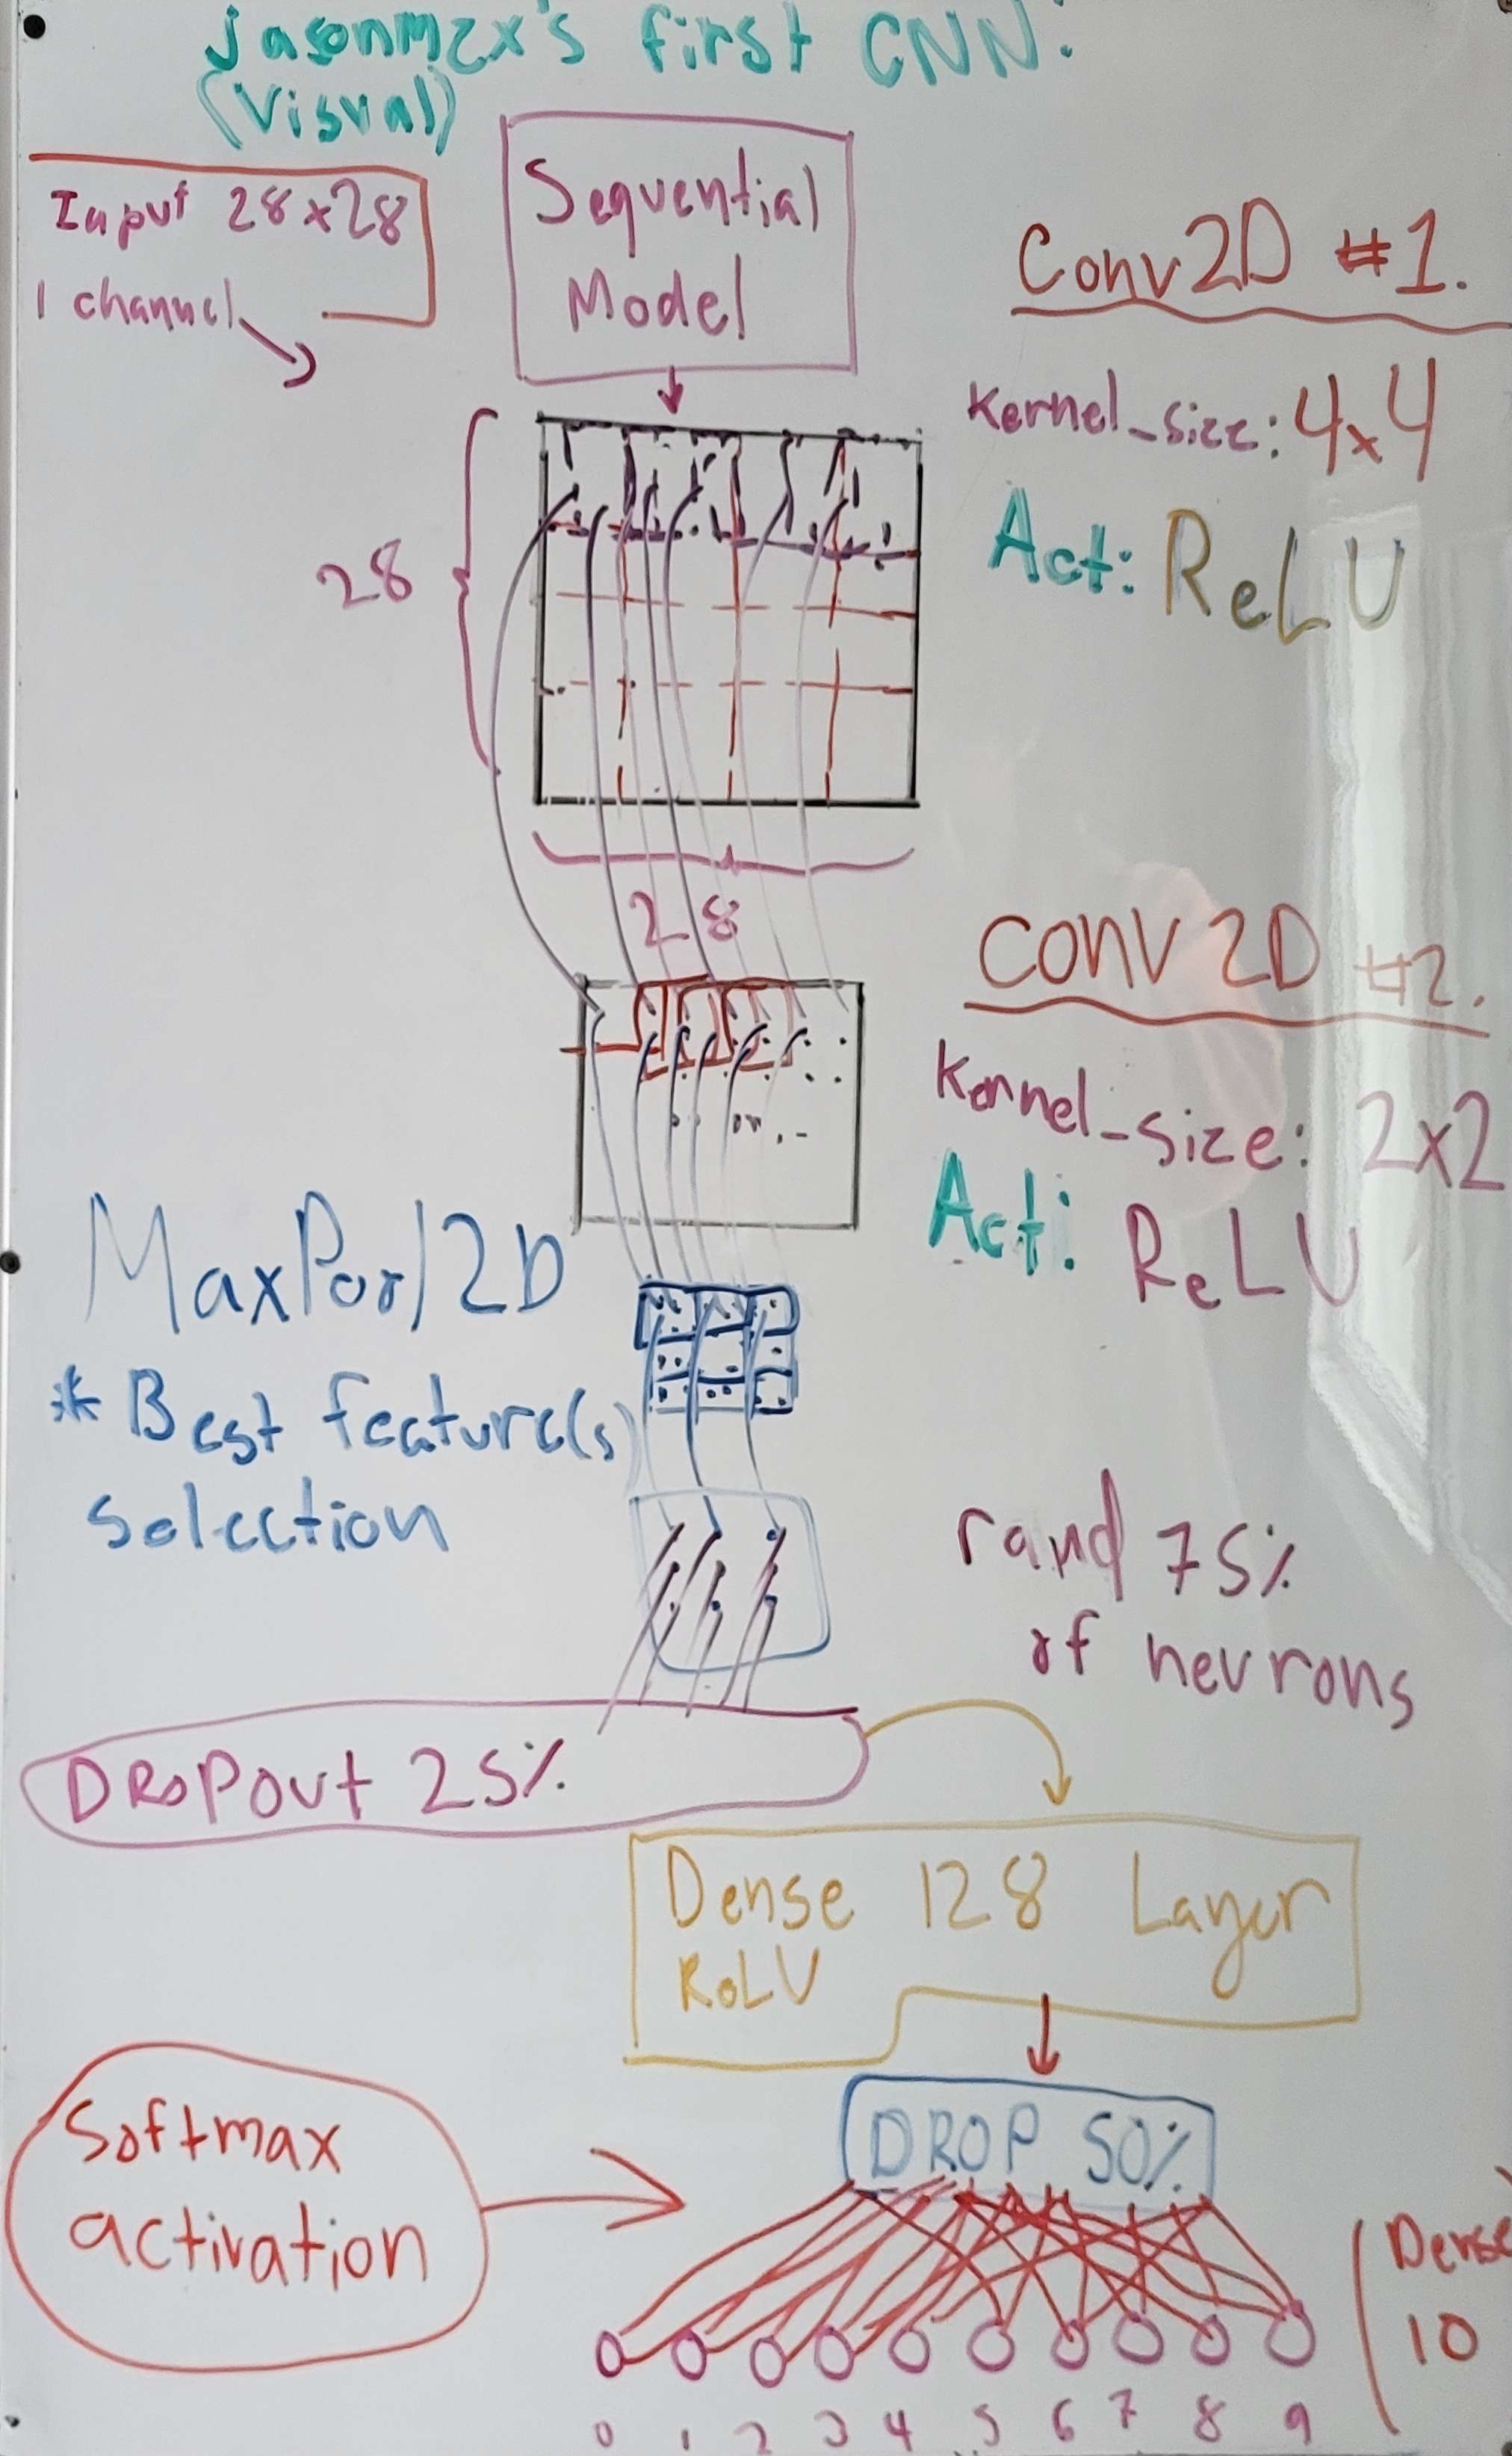 jasonmzx's first CNN:
(Visual)
Input 28x28
1 channel
Sequential
Model
Conv2D #1.
Kernel_size: 4x4
Act: ReLU
28
28
CONV 2D #2.
Kernel_size: 2x2
Act: ReLU
MaxPool2D
* Best feature(s)
selection
rand 75%
of neurons
DROPout 25%
Dense 128 Layer
ReLU
DROP 50%
Softmax
activation
Dense
10
0 1 2 3 4 5 6 7 8 9